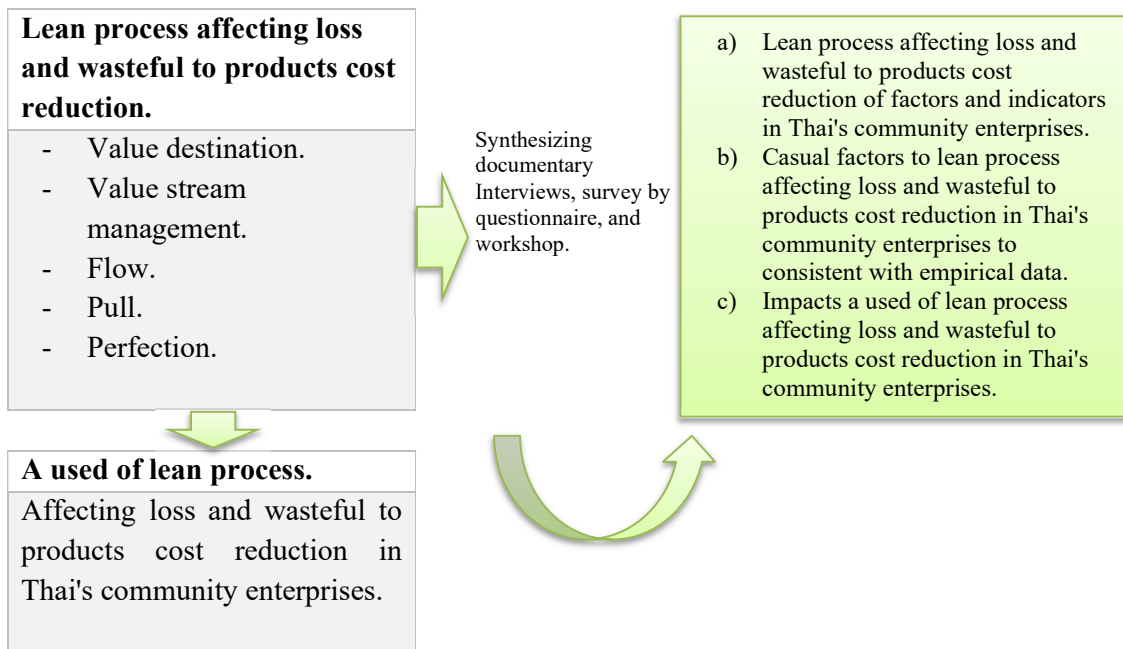 Lean process affecting loss
and wasteful to products cost
reduction.
- Value destination.
- Value stream
management.
- Flow.
- Pull.
- Perfection.
A used of lean process.
Affecting loss and wasteful to
products cost reduction in
Thai's community enterprises.
Synthesizing
documentary
Interviews, survey by
questionnaire, and
workshop.
a) Lean process affecting loss and
wasteful to products cost
reduction of factors and indicators
in Thai's community enterprises.
b) Casual factors to lean process
affecting loss and wasteful to
products cost reduction in Thai's
community enterprises to
consistent with empirical data.
c) Impacts a used of lean process
affecting loss and wasteful to
products cost reduction in Thai's
community enterprises.